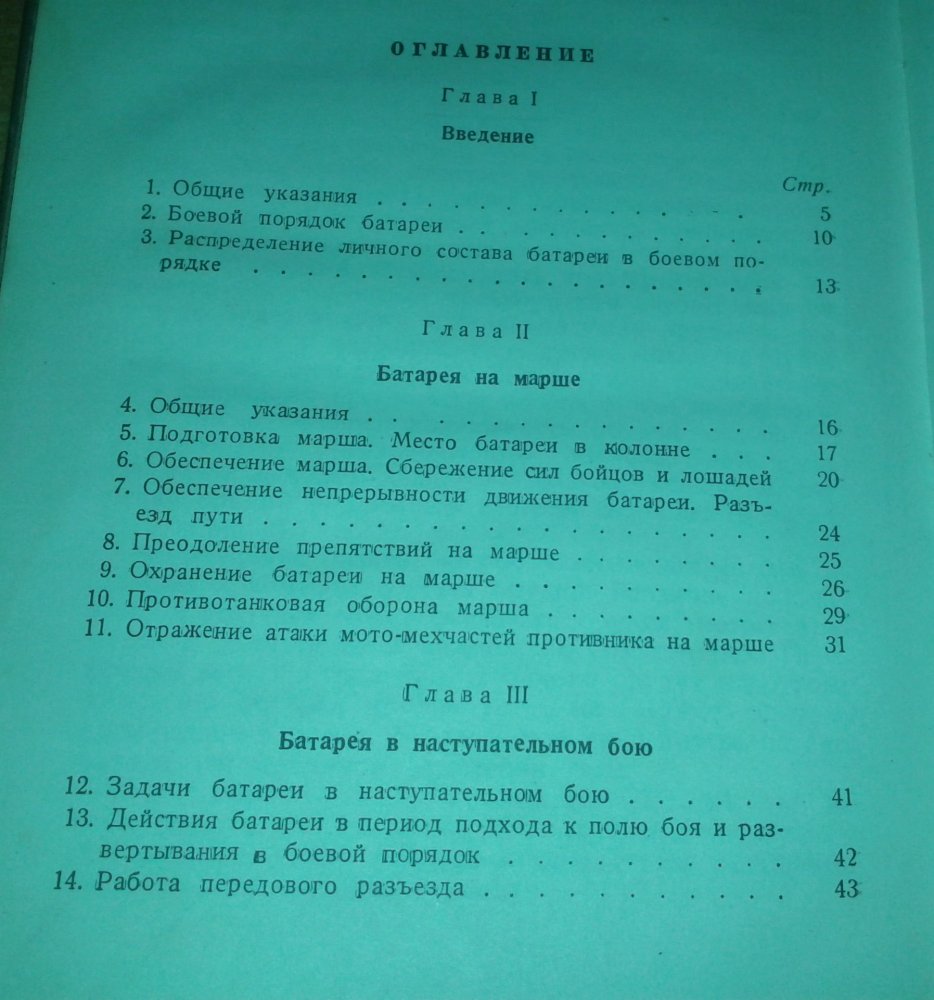 ОГЛАВЛЕНИЕ
Глава I
Введение
Стр.
1. Общие указания . . . . . . . . . . . . . . 5
2. Боевой порядок батареи . . . . . . . . . . . 10
3. Распределение личного состава батареи в боевом по-
рядке . . . . . . . . . . . . . . . . . . 13
Глава II
Батарея на марше
4. Общие указания . . . . . . . . . . . . . . 16
5. Подготовка марша. Место батареи в колонне . . . 17
6. Обеспечение марша. Сбережение сил бойцов и лошадей 20
7. Обеспечение непрерывности движения батареи. Разъ-
езд пути . . . . . . . . . . . . . . . . 24
8. Преодоление препятствий на марше . . . . . . . 25
9. Охранение батареи на марше . . . . . . . . . 26
10. Противотанковая оборона марша . . . . . . . . 29
11. Отражение атаки мото-мехчастей противника на марше 31
Глава III
Батарея в наступательном бою
12. Задачи батареи в наступательном бою . . . . . . 41
13. Действия батареи в период подхода к полю боя и раз-
вертывания в боевой порядок . . . . . . . . . . 42
14. Работа передового разъезда . . . . . . . . . . . 43